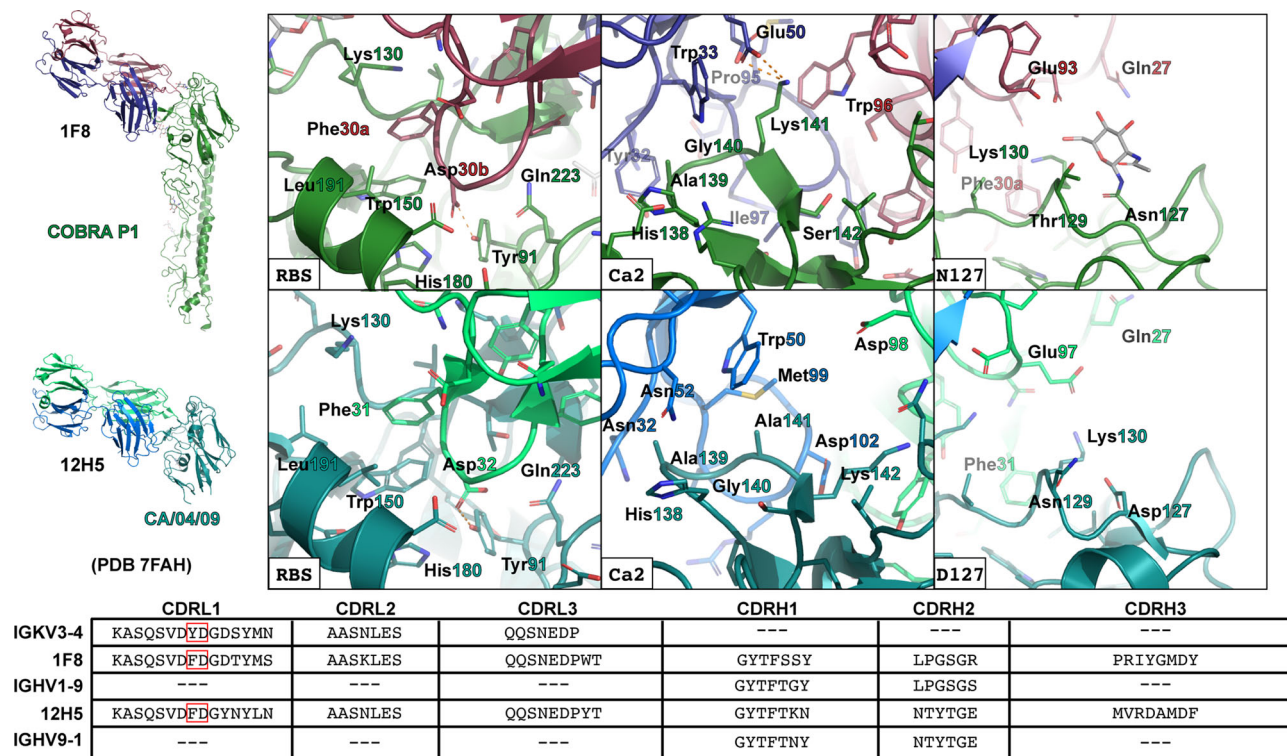 1F8
COBRA P1
12H5
CA/04/09
(PDB 7FAH)
Lys130
Phe30a
Asp30b
Leu191
Trp150
Gln223
Tyr91
His180
RBS
Glu50
Trp33
Pro95
Trp96
Lys141
Gly140
Tyr32
Ala139
His138
Ile97
Ser142
Ca2
Glu93
Gln27
Lys130
Phe30a
Thr129
Asn127
N127
Lys130
Phe31
Asp32
Leu191
Gln223
Trp150
His180
Tyr91
RBS
Trp50
Asp98
Met99
Asn52
Asn32
Ala141
Ala139
Asp102
Gly140
Lys142
His138
Ca2
Gln27
Glu97
Lys130
Phe31
Asn129
Asp127
D127
CDRL1 CDRL2 CDRL3 CDRH1 CDRH2 CDRH3
IGKV3-4 KASQSVDYDGDSYMN AASNLES QQSNEDP --- --- ---
1F8 KASQSVDFDGDTYMS AASKLES QQSNEDPWT GYTFSSY LPGSGR PRIYGMDY
IGHV1-9 --- --- --- GYTFTGY LPGSGS ---
12H5 KASQSVDFDGYNYLN AASNLES QQSNEDPYT GYTFTKN NTYTGE MVRDAMDF
IGHV9-1 --- --- --- GYTFTNY NTYTGE ---